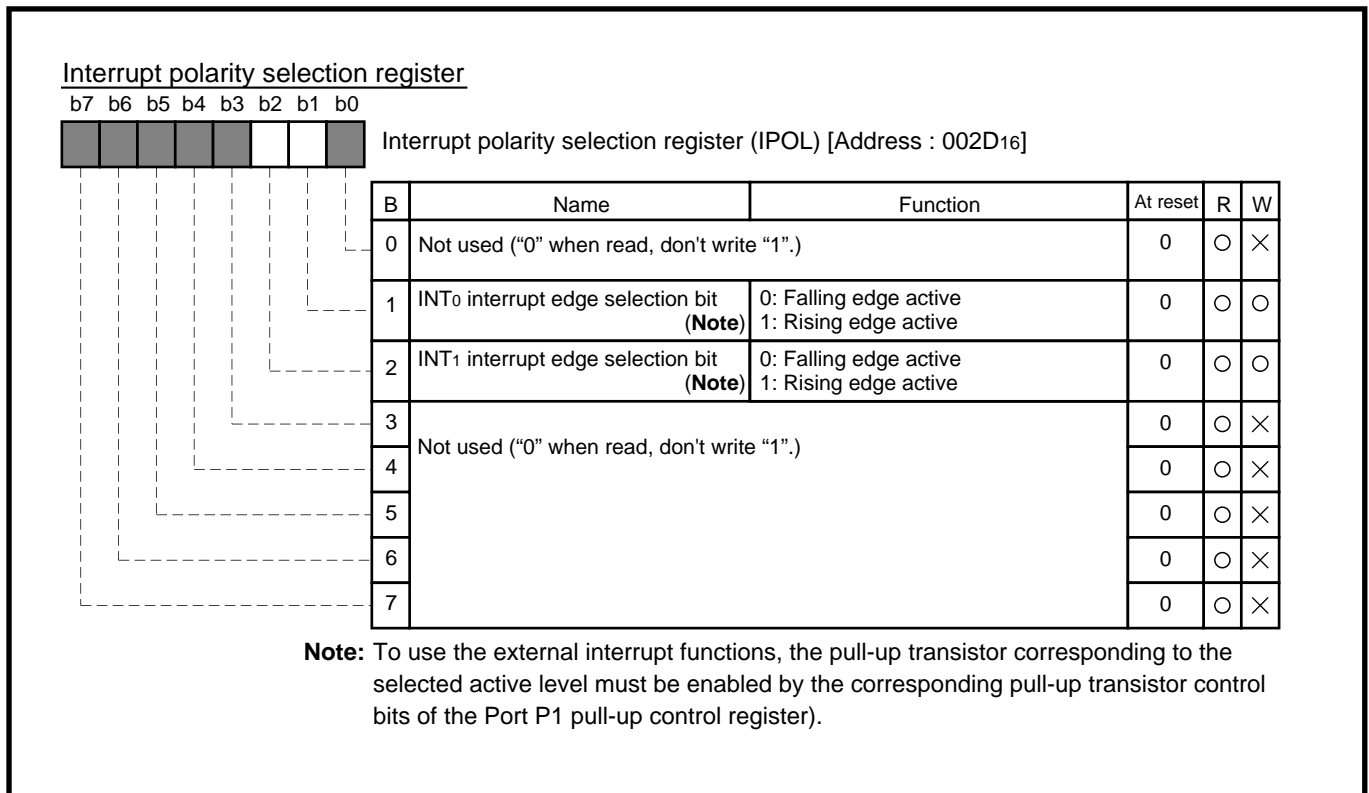 Interrupt polarity selection register
b7 b6 b5 b4 b3 b2 b1 b0
Interrupt polarity selection register (IPOL) [Address : 002D16]
B Name Function At reset R W
0 Not used (“0” when read, don't write “1”.) 0 ○ ×
1 INT0 interrupt edge selection bit (Note) 0: Falling edge active 0 ○ ○
1: Rising edge active
2 INT1 interrupt edge selection bit (Note) 0: Falling edge active 0 ○ ○
1: Rising edge active
3 0 ○ ×
Not used (“0” when read, don't write “1”.)
4 0 ○ ×
5 0 ○ ×
6 0 ○ ×
7 0 ○ ×
Note: To use the external interrupt functions, the pull-up transistor corresponding to the
selected active level must be enabled by the corresponding pull-up transistor control
bits of the Port P1 pull-up control register).